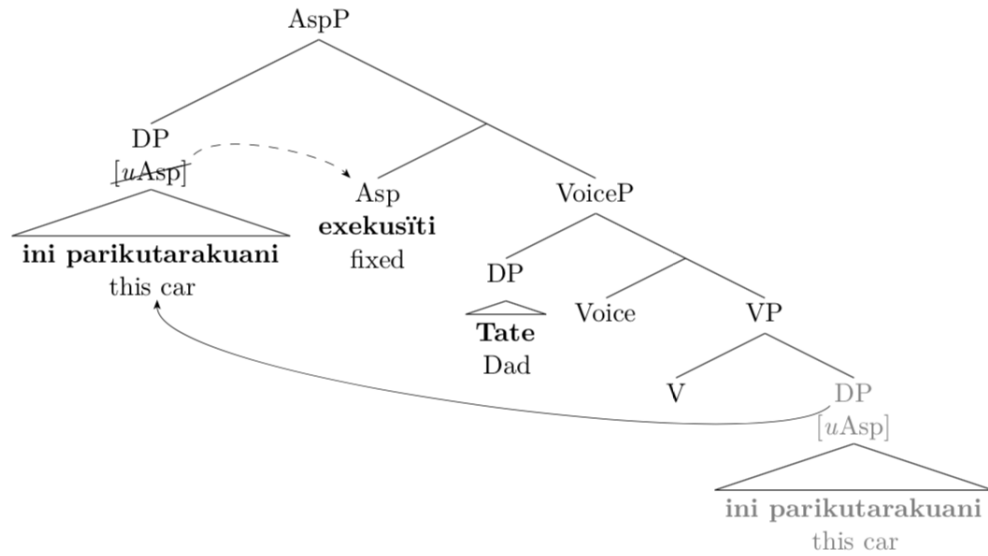 AspP
DP
[uAsp]
Asp
VoiceP
exekusïti
ini parikutarakuani
fixed
DP
this car
Voice
VP
Tate
Dad
V
DP
[uAsp]
ini parikutarakuani
this car